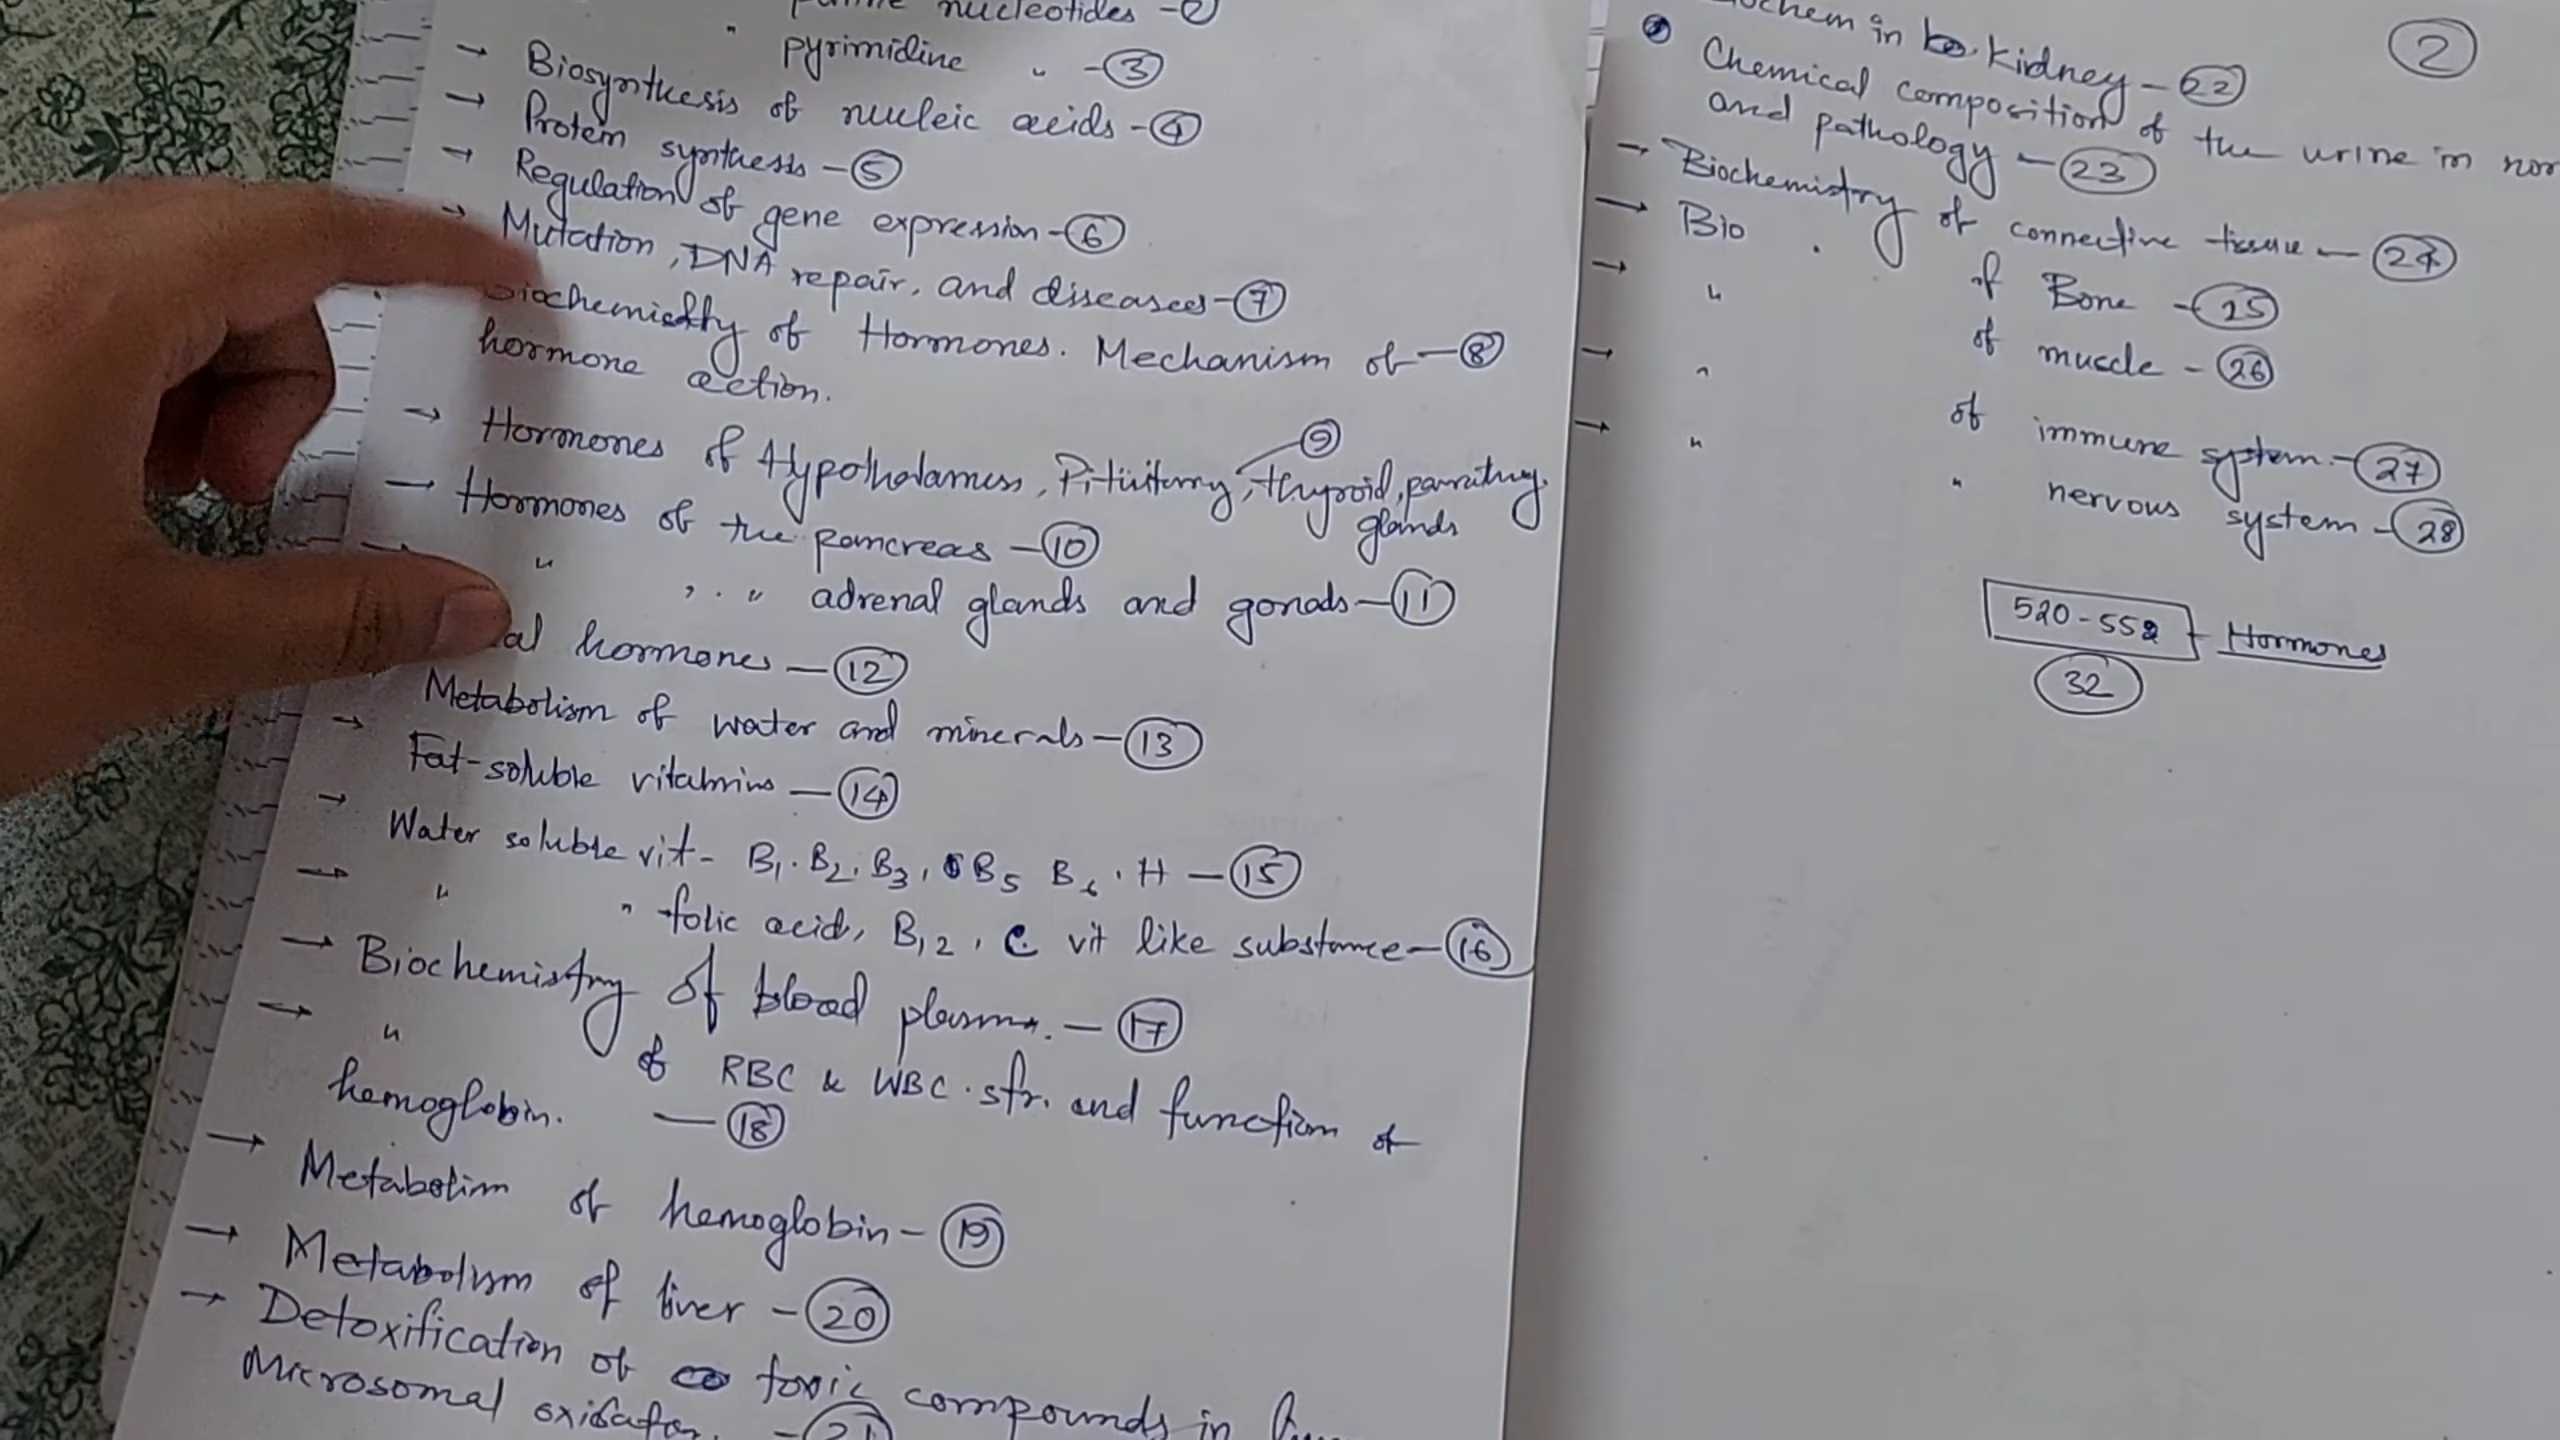 nucleotides -2
" pyrimidine " -3
→ Biosynthesis of nucleic acids -4
→ Protein synthesis -5
→ Regulation of gene expression -6
→ Mutation, DNA repair, and diseases -7
Biochemistry of Hormones. Mechanism of -8
hormone action.
→ Hormones of Hypothalamus, Pituitary, thyroid, parathy. 9
glands
→ Hormones of the pancreas -10
" " " adrenal glands and gonads -11
hormones -12
Metabolism of water and minerals -13
→ Fat-soluble vitamins -14
→ Water soluble vit- B1. B2. B3, B5 B6. H -15
→ " " folic acid, B12, C vit like substance -16
→ Biochemistry of blood plasma. -17
→ " of RBC & WBC. str. and function of
hemoglobin. -18
→ Metabolism of hemoglobin -19
→ Metabolism of liver -20
→ Detoxification of toxic compounds in
Microsomal oxidation. -21
2
in Kidney -22
Chemical composition of the urine in nor
and pathology -23
→ Biochemistry of connective tissue -24
→ Bio of Bone -25
→ " of muscle -26
→ " of immune system. -27
→ " " nervous system -28
520-552 - Hormones
32